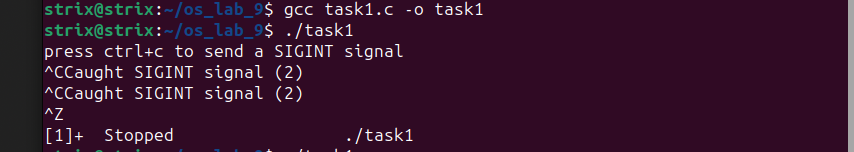 strix@strix:~/os_lab_9$ gcc task1.c -o task1
strix@strix:~/os_lab_9$ ./task1
press ctrl+c to send a SIGINT signal
^CCaught SIGINT signal (2)
^CCaught SIGINT signal (2)
^Z
[1]+  Stopped                 ./task1